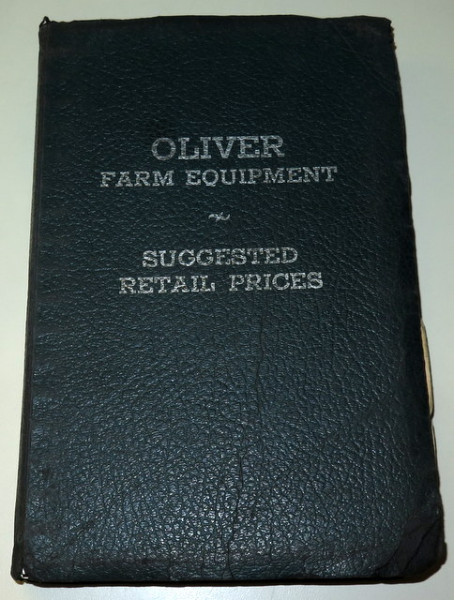 OLIVER
FARM EQUIPMENT
~
SUGGESTED
RETAIL PRICES